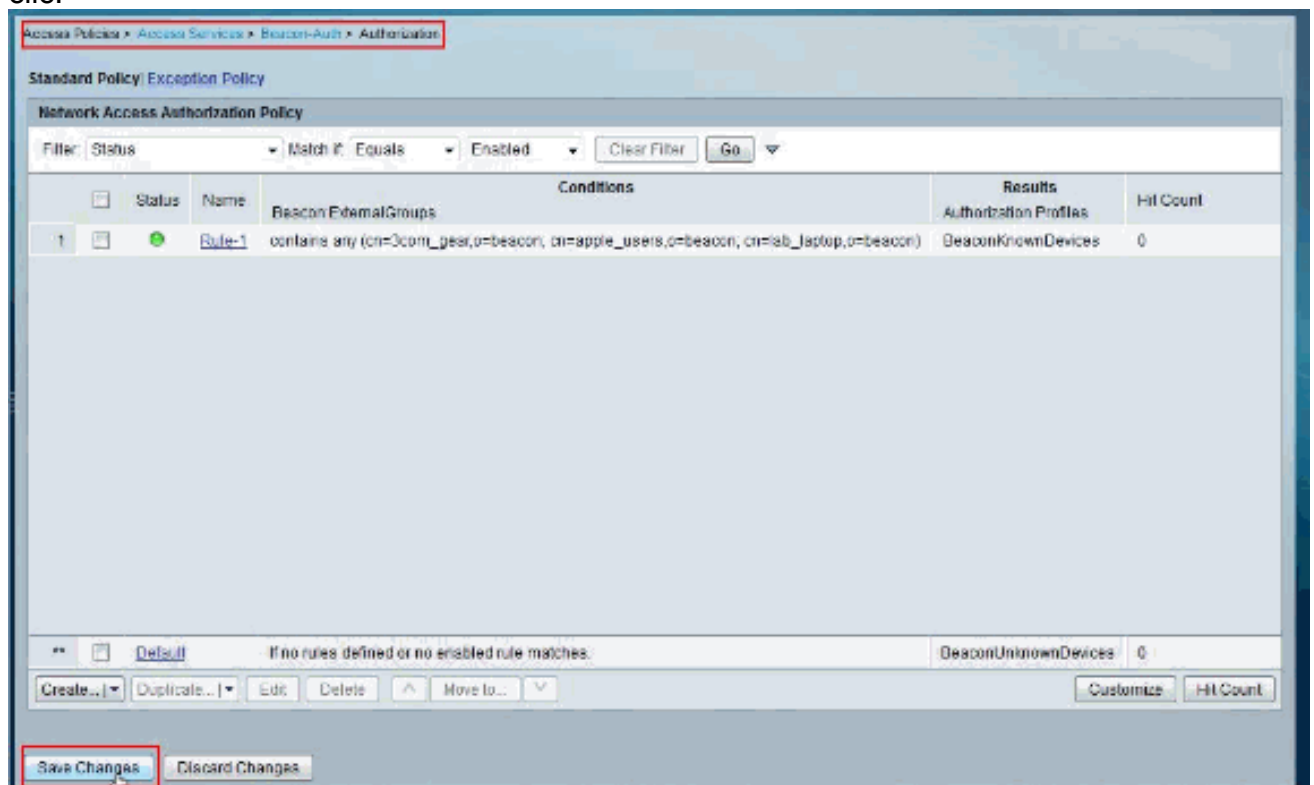 Access Policies > Access Services > Beacon-Auth > Authorization
Standard Policy| Exception Policy
Network Access Authorization Policy
Filter: Status Match if: Equals Enabled Clear Filter Go
Status Name Conditions Results Hit Count
Beacon:ExternalGroups Authorization Profiles
1 Rule-1 contains any (cn=3com_gear,o=beacon; cn=apple_users,o=beacon; cn=lab_laptop,o=beacon) BeaconKnownDevices 0
** Default If no rules defined or no enabled rule matches. BeaconUnknownDevices 0
Create... Duplicate... Edit Delete Move to... Customize Hit Count
Save Changes Discard Changes